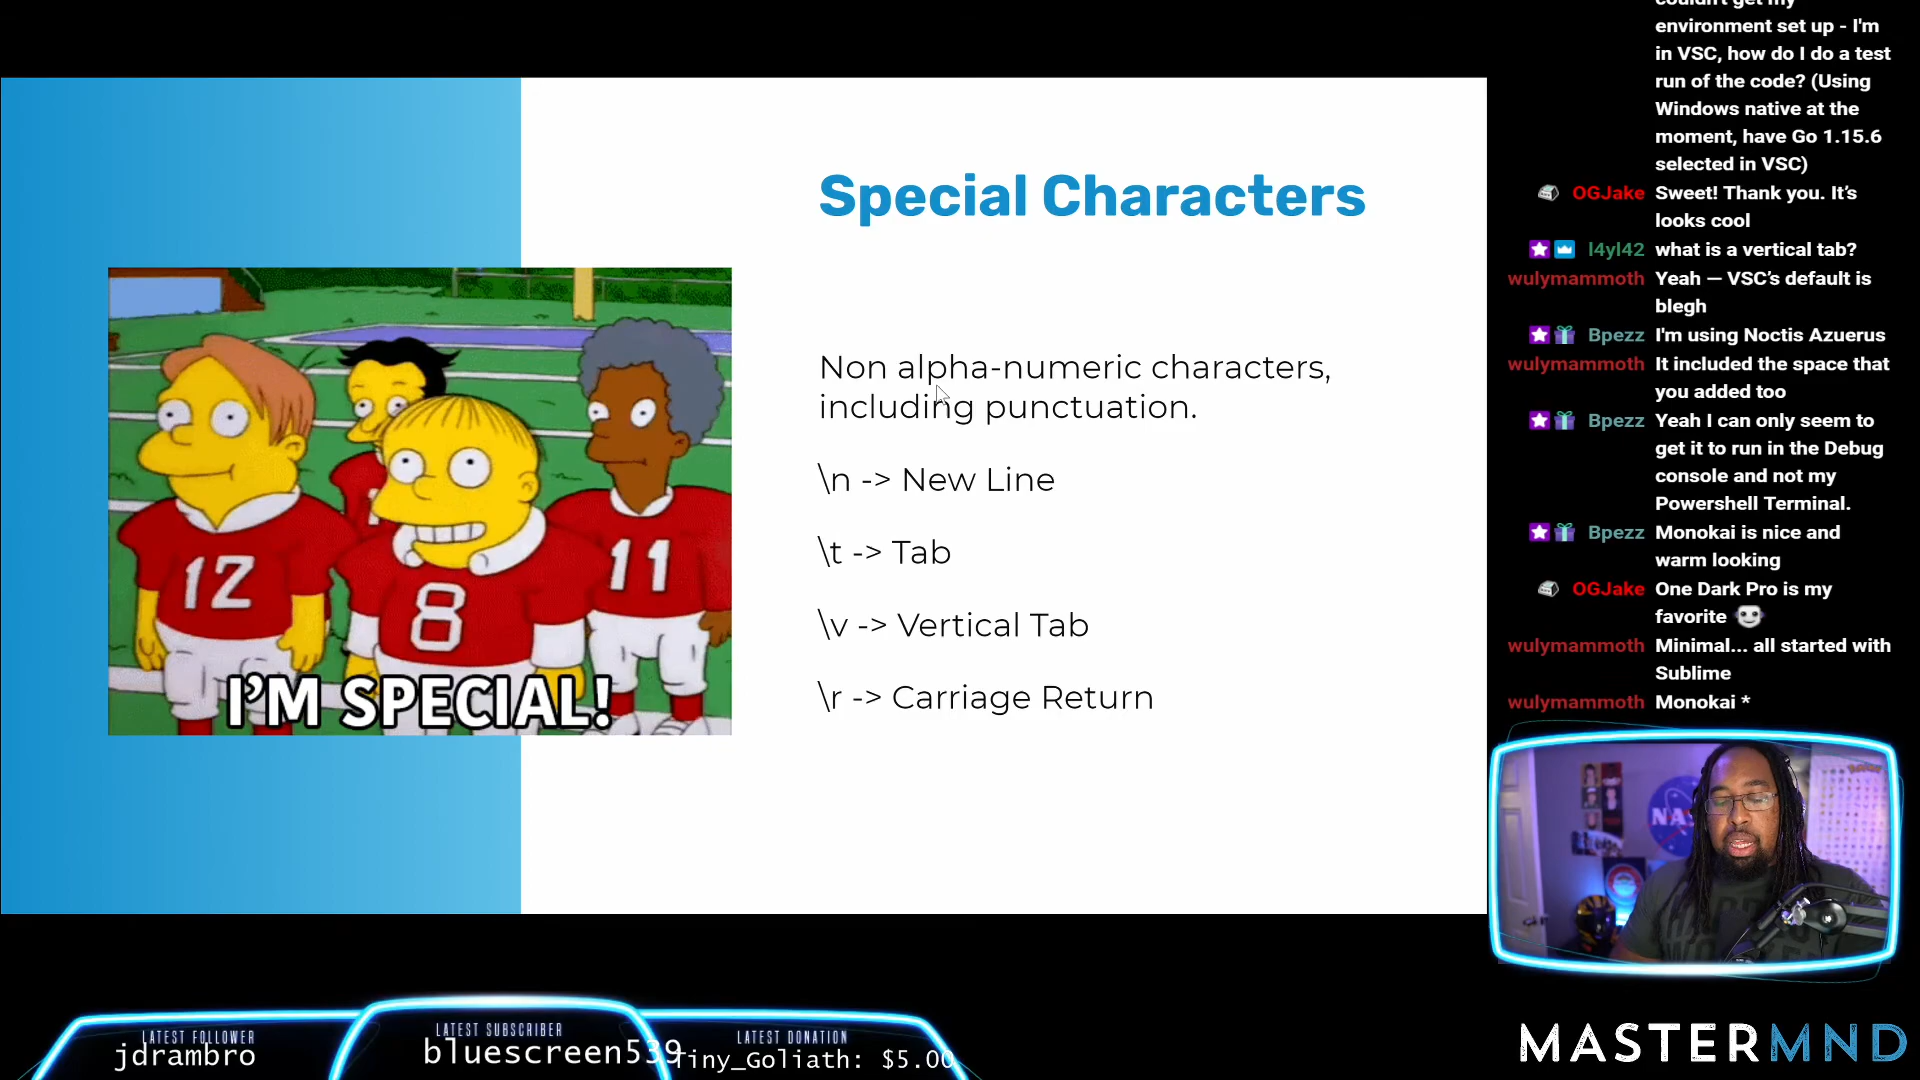 Special Characters
Non alpha-numeric characters,
including punctuation.
\n -> New Line
\t -> Tab
\v -> Vertical Tab
\r -> Carriage Return
12
8
11
I'M SPECIAL!
environment set up - I'm
in VSC, how do I do a test
run of the code? (Using
Windows native at the
moment, have Go 1.15.6
selected in VSC)
OGJake Sweet! Thank you. It's
looks cool
l4yl42 what is a vertical tab?
wulymammoth Yeah — VSC's default is
blegh
Bpezz I'm using Noctis Azuerus
wulymammoth It included the space that
you added too
Bpezz Yeah I can only seem to
get it to run in the Debug
console and not my
Powershell Terminal.
Bpezz Monokai is nice and
warm looking
OGJake One Dark Pro is my
favorite
wulymammoth Minimal... all started with
Sublime
wulymammoth Monokai *
LATEST FOLLOWER
jdrambro
LATEST SUBSCRIBER
bluescreen539
LATEST DONATION
Tiny_Goliath: $5.00
MASTERMND